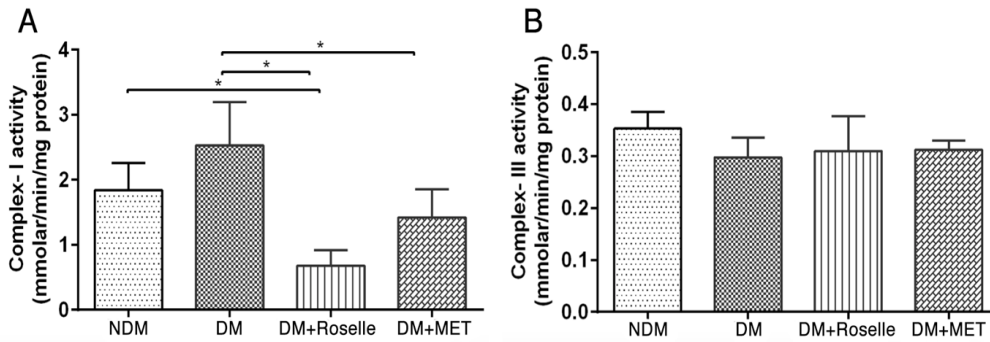 A
Complex- I activity
(mmolar/min/mg protein)
4
3
2
1
0
*
*
*
NDM
DM
DM+Roselle
DM+MET
B
Complex- III activity
(mmolar/min/mg protein)
0.5
0.4
0.3
0.2
0.1
0.0
NDM
DM
DM+Roselle
DM+MET